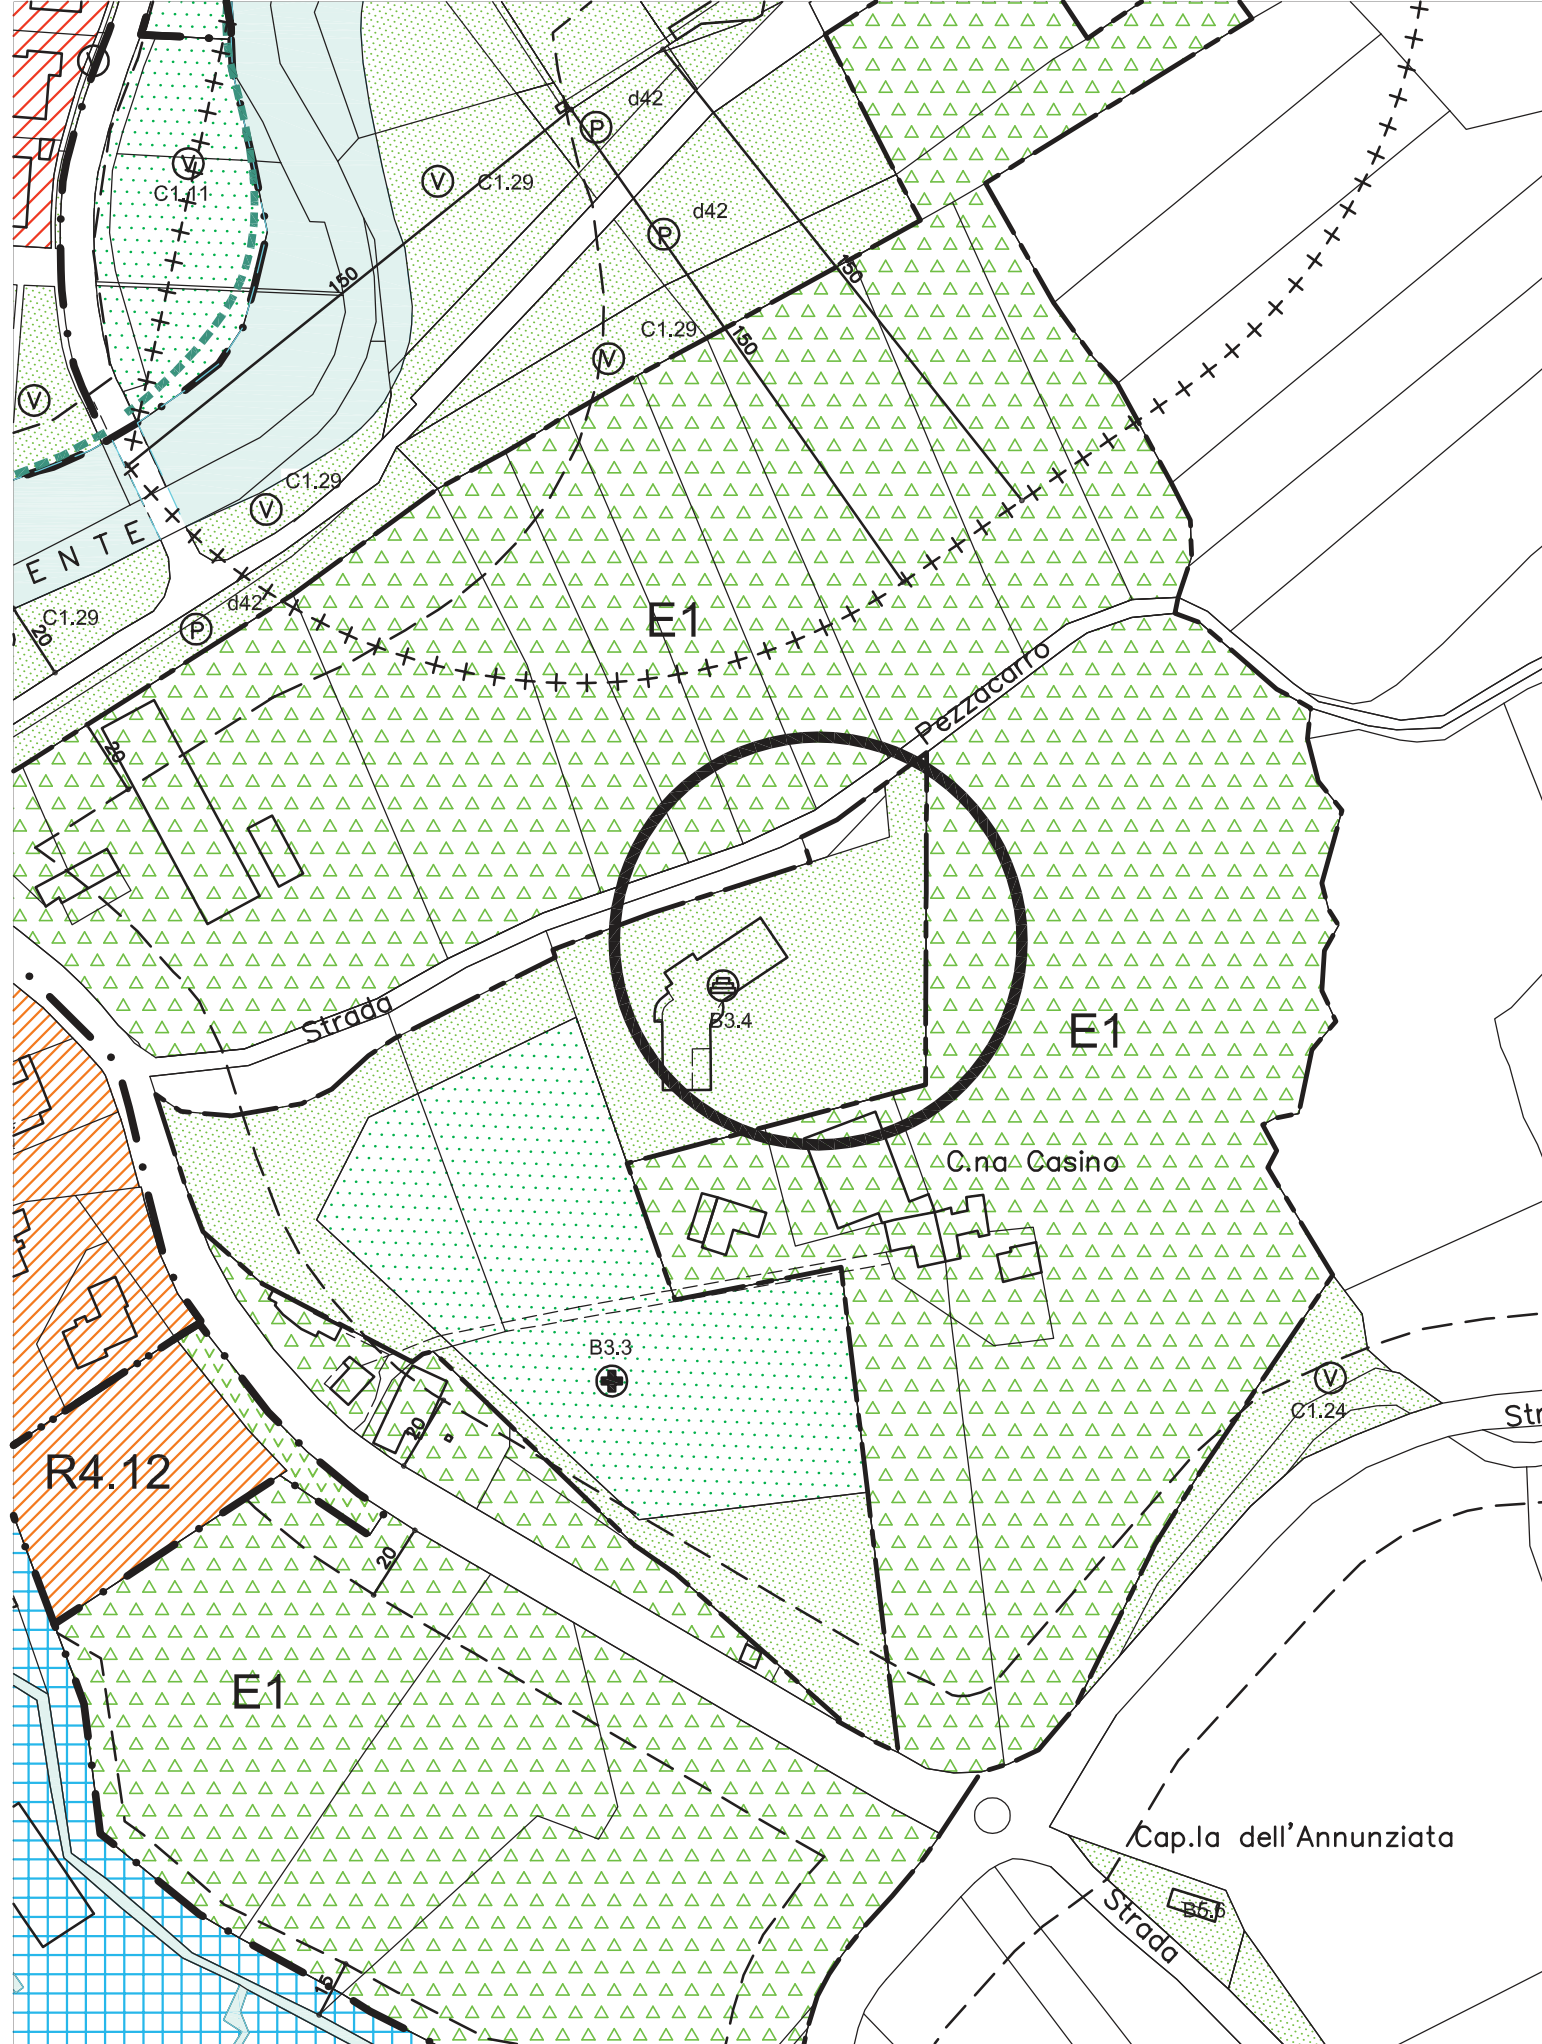 V
d42
P
V
C1.29
V
C1.11
d42
P
150
150
C1.29
150
V
V
C1.29
V
ENTE
C1.29
20
d42
P
E1
Pezzacarro
20
B3.4
Strada
E1
C.na Casino
B3.3
V
C1.24
20
R4.12
20
E1
Cap.la dell'Annunziata
B5.6
Strada
15